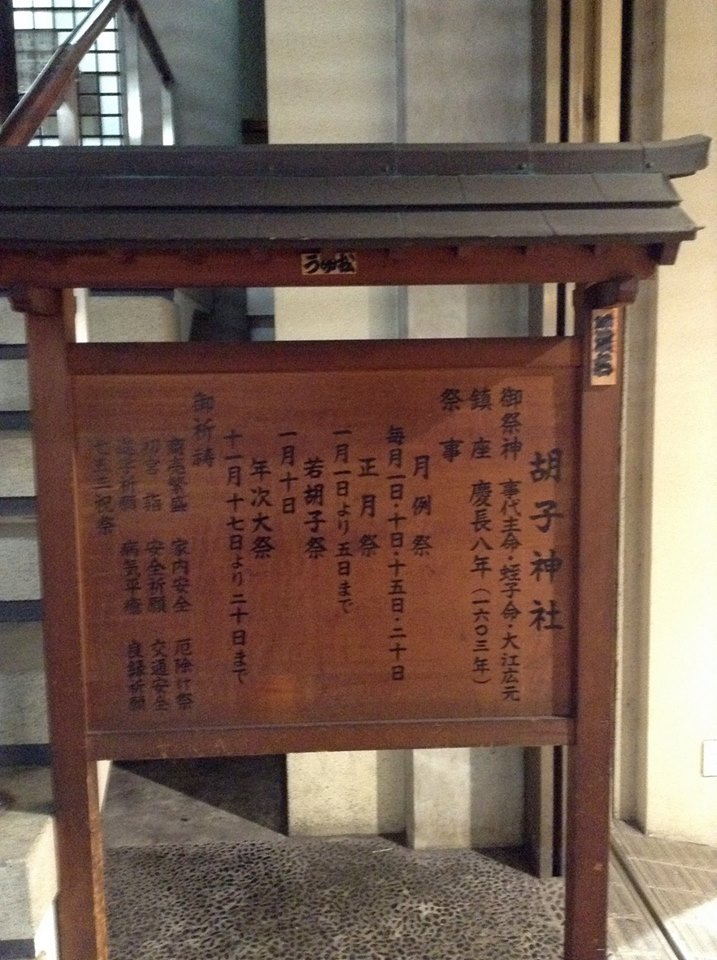 胡子神社
御祭神 事代主命・蛭子命・大江広元
鎮座 慶長八年（一六〇三年）
祭事
月例祭
毎月一日・十日・十五日・二十日
正月祭
一月一日より五日まで
若胡子祭
一月十日
年次大祭
十一月十七日より二十日まで
御祈祷
商売繁盛 家内安全 厄除け祭
初宮詣 安全祈願 交通安全
病気平癒 良縁祈願
七五三祝祭